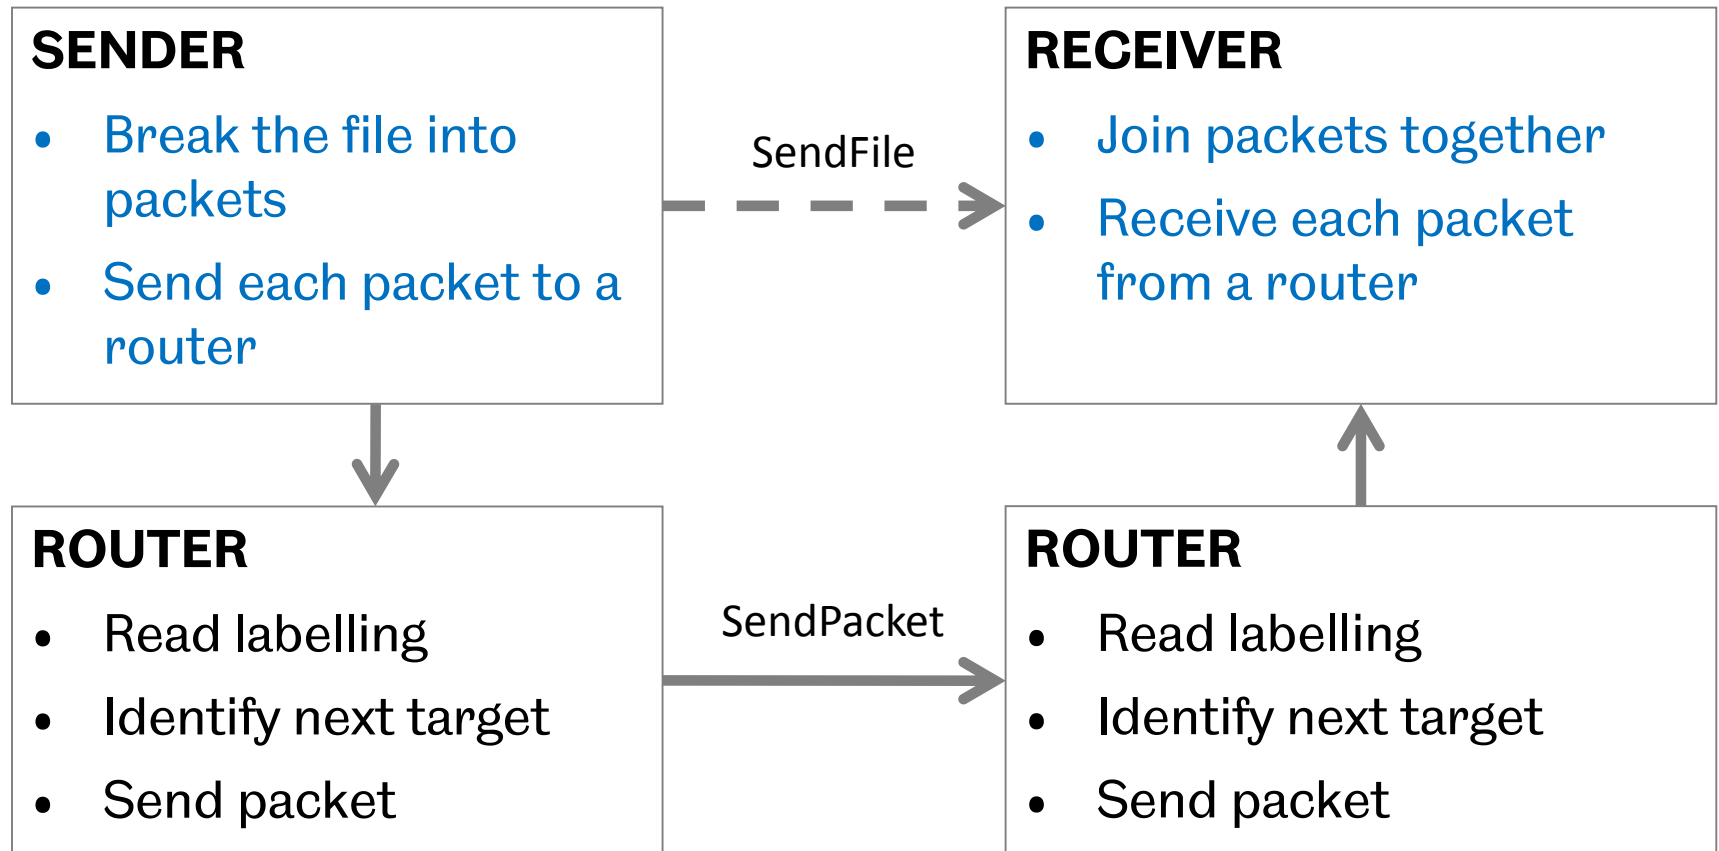 SENDER
• Break the file into
packets
• Send each packet to a
router
SendFile
RECEIVER
• Join packets together
• Receive each packet
from a router
ROUTER
• Read labelling
• Identify next target
• Send packet
SendPacket
ROUTER
• Read labelling
• Identify next target
• Send packet